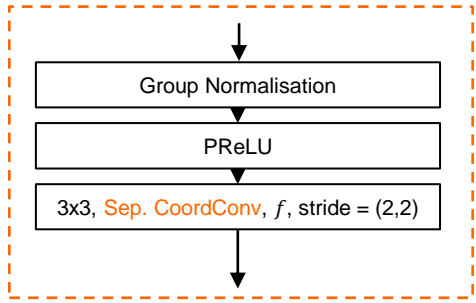 Group Normalisation
PReLU
3x3, Sep. CoordConv, 𝑓, stride = (2,2)